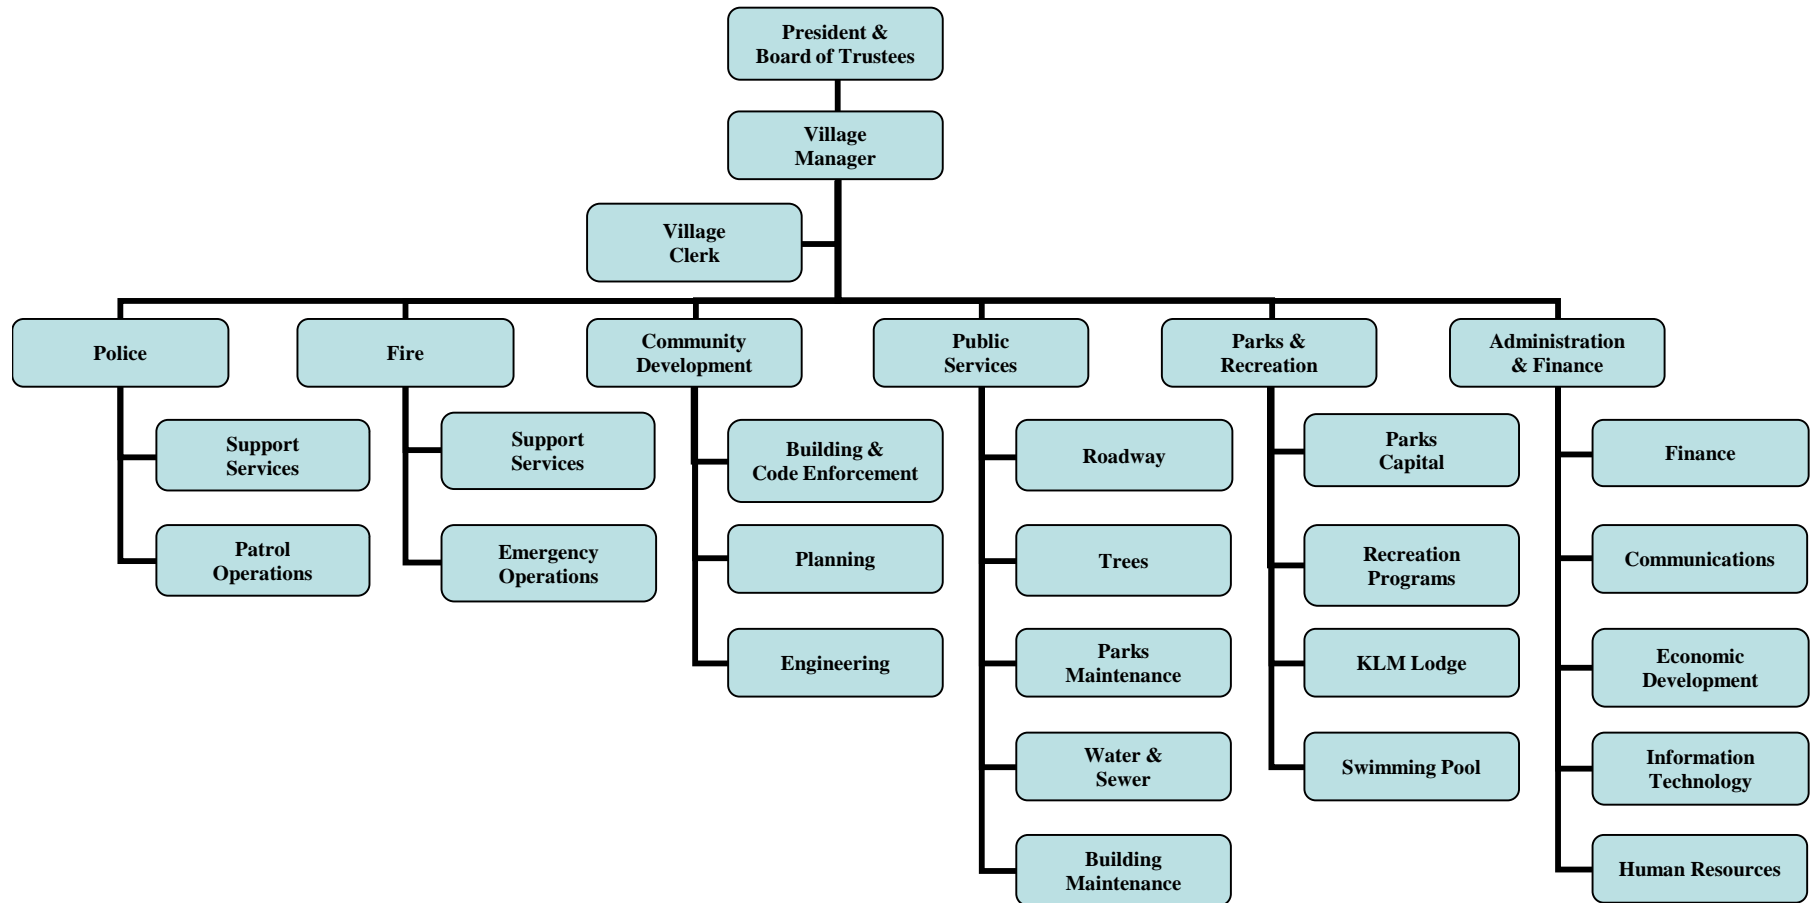 President &
Board of Trustees
Village
Manager
Village
Clerk
Police
Fire
Community
Development
Public
Services
Parks &
Recreation
Administration
& Finance
Support
Services
Patrol
Operations
Support
Services
Emergency
Operations
Building &
Code Enforcement
Planning
Engineering
Roadway
Trees
Parks
Maintenance
Water &
Sewer
Building
Maintenance
Parks
Capital
Recreation
Programs
KLM Lodge
Swimming Pool
Finance
Communications
Economic
Development
Information
Technology
Human Resources